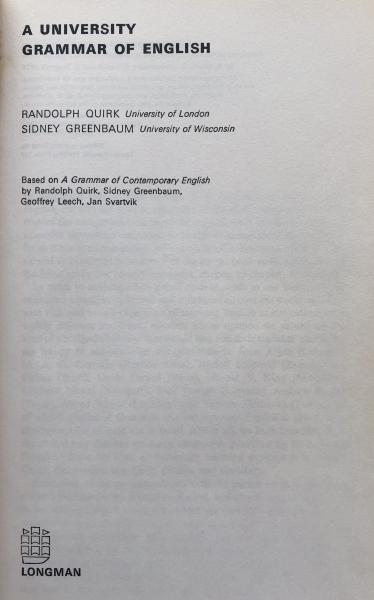 A UNIVERSITY
GRAMMAR OF ENGLISH
RANDOLPH QUIRK University of London
SIDNEY GREENBAUM University of Wisconsin
Based on A Grammar of Contemporary English
by Randolph Quirk, Sidney Greenbaum,
Geoffrey Leech, Jan Svartvik
LONGMAN